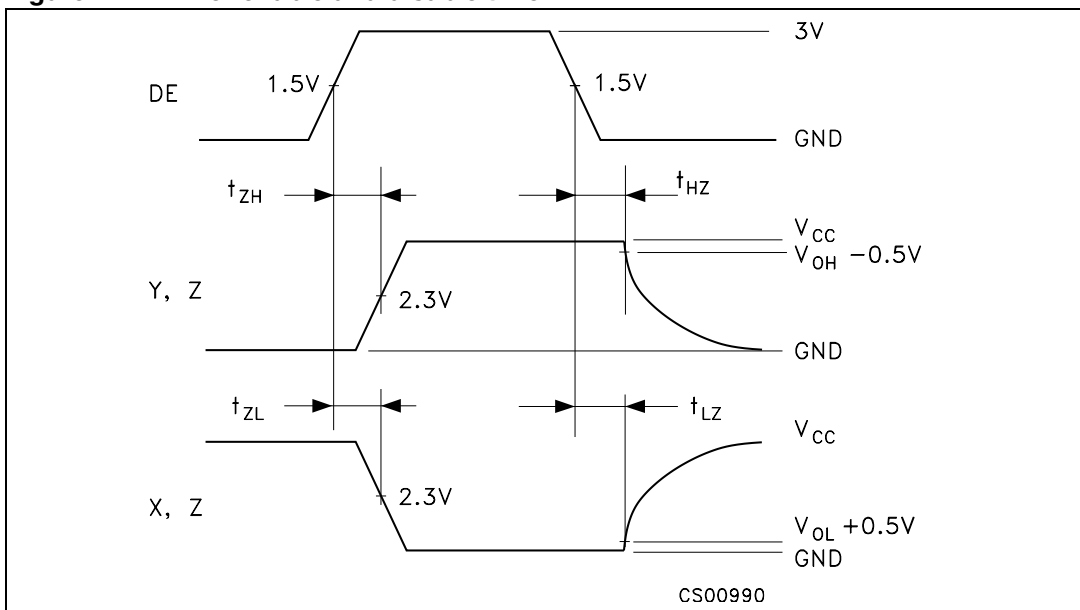 3V
1.5V
1.5V
DE
GND
tZH
tHZ
VCC
VOH −0.5V
Y, Z
2.3V
GND
tZL
tLZ
VCC
X, Z
2.3V
VOL +0.5V
GND
CS00990